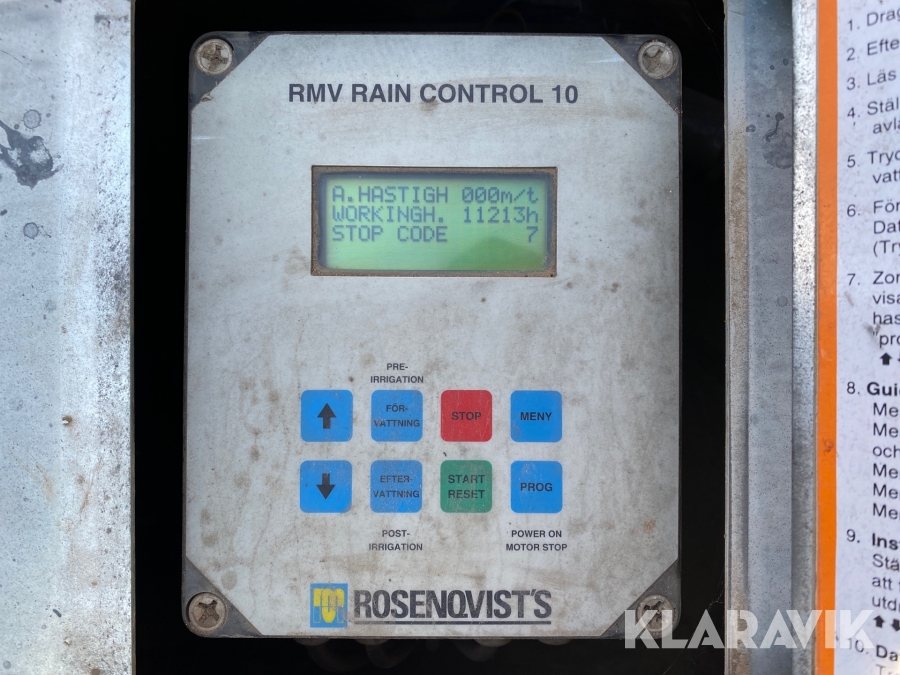 RMV RAIN CONTROL 10
A.HASTIGH 000m/t
WORKINGH. 11213h
STOP CODE 7
PRE-
IRRIGATION
FÖR-
VATTNING
STOP
MENY
EFTER-
VATTNING
START
RESET
PROG
POST-
IRRIGATION
POWER ON
MOTOR STOP
ROSENQVIST'S
KLARAVIK
1. Drag
2. Efte
3. Läs
4. Stäl
avla
5. Tryc
vatt
6. För
Dat
(Try
7. Zon
visa
has
"pro
8. Guid
Me
Me
och
Me
Me
Me
9. Ins
Stä
att
utd
10. Da